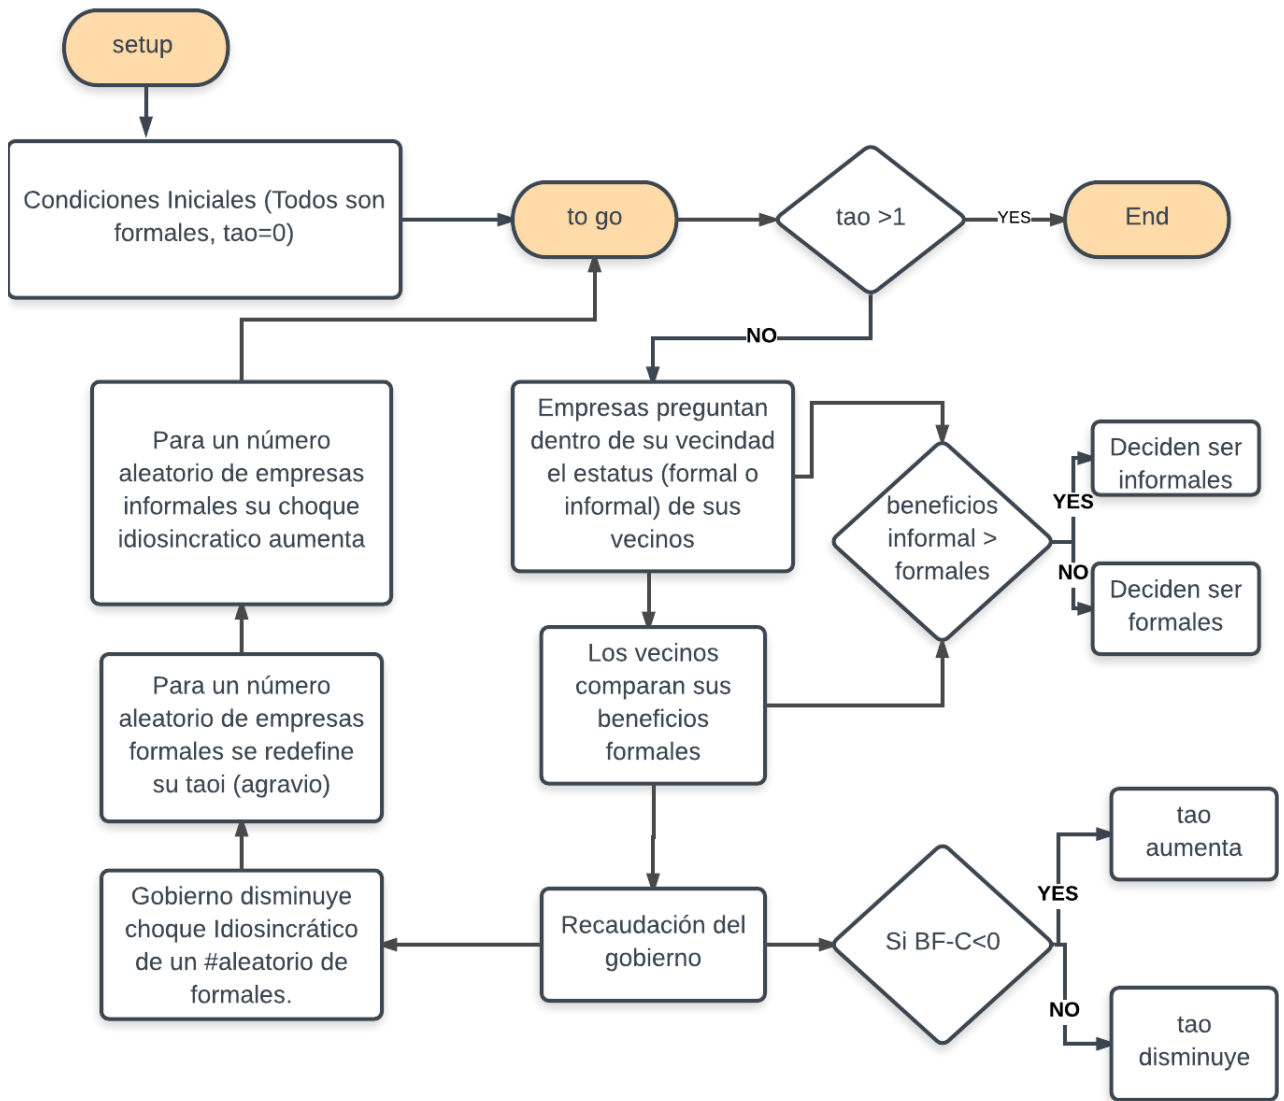 setup
Condiciones Iniciales (Todos son
formales, tao=0)
to go
tao >1
YES
End
NO
Empresas preguntan
dentro de su vecindad
el estatus (formal o
informal) de sus
vecinos
beneficios
informal >
formales
YES
Deciden ser
informales
NO
Deciden ser
formales
Los vecinos
comparan sus
beneficios
formales
Recaudación del
gobierno
Si BF-C<0
YES
tao
aumenta
NO
tao
disminuye
Gobierno disminuye
choque Idiosincrático
de un #aleatorio de
formales.
Para un número
aleatorio de empresas
formales se redefine
su taoi (agravio)
Para un número
aleatorio de empresas
informales su choque
idiosincratico aumenta